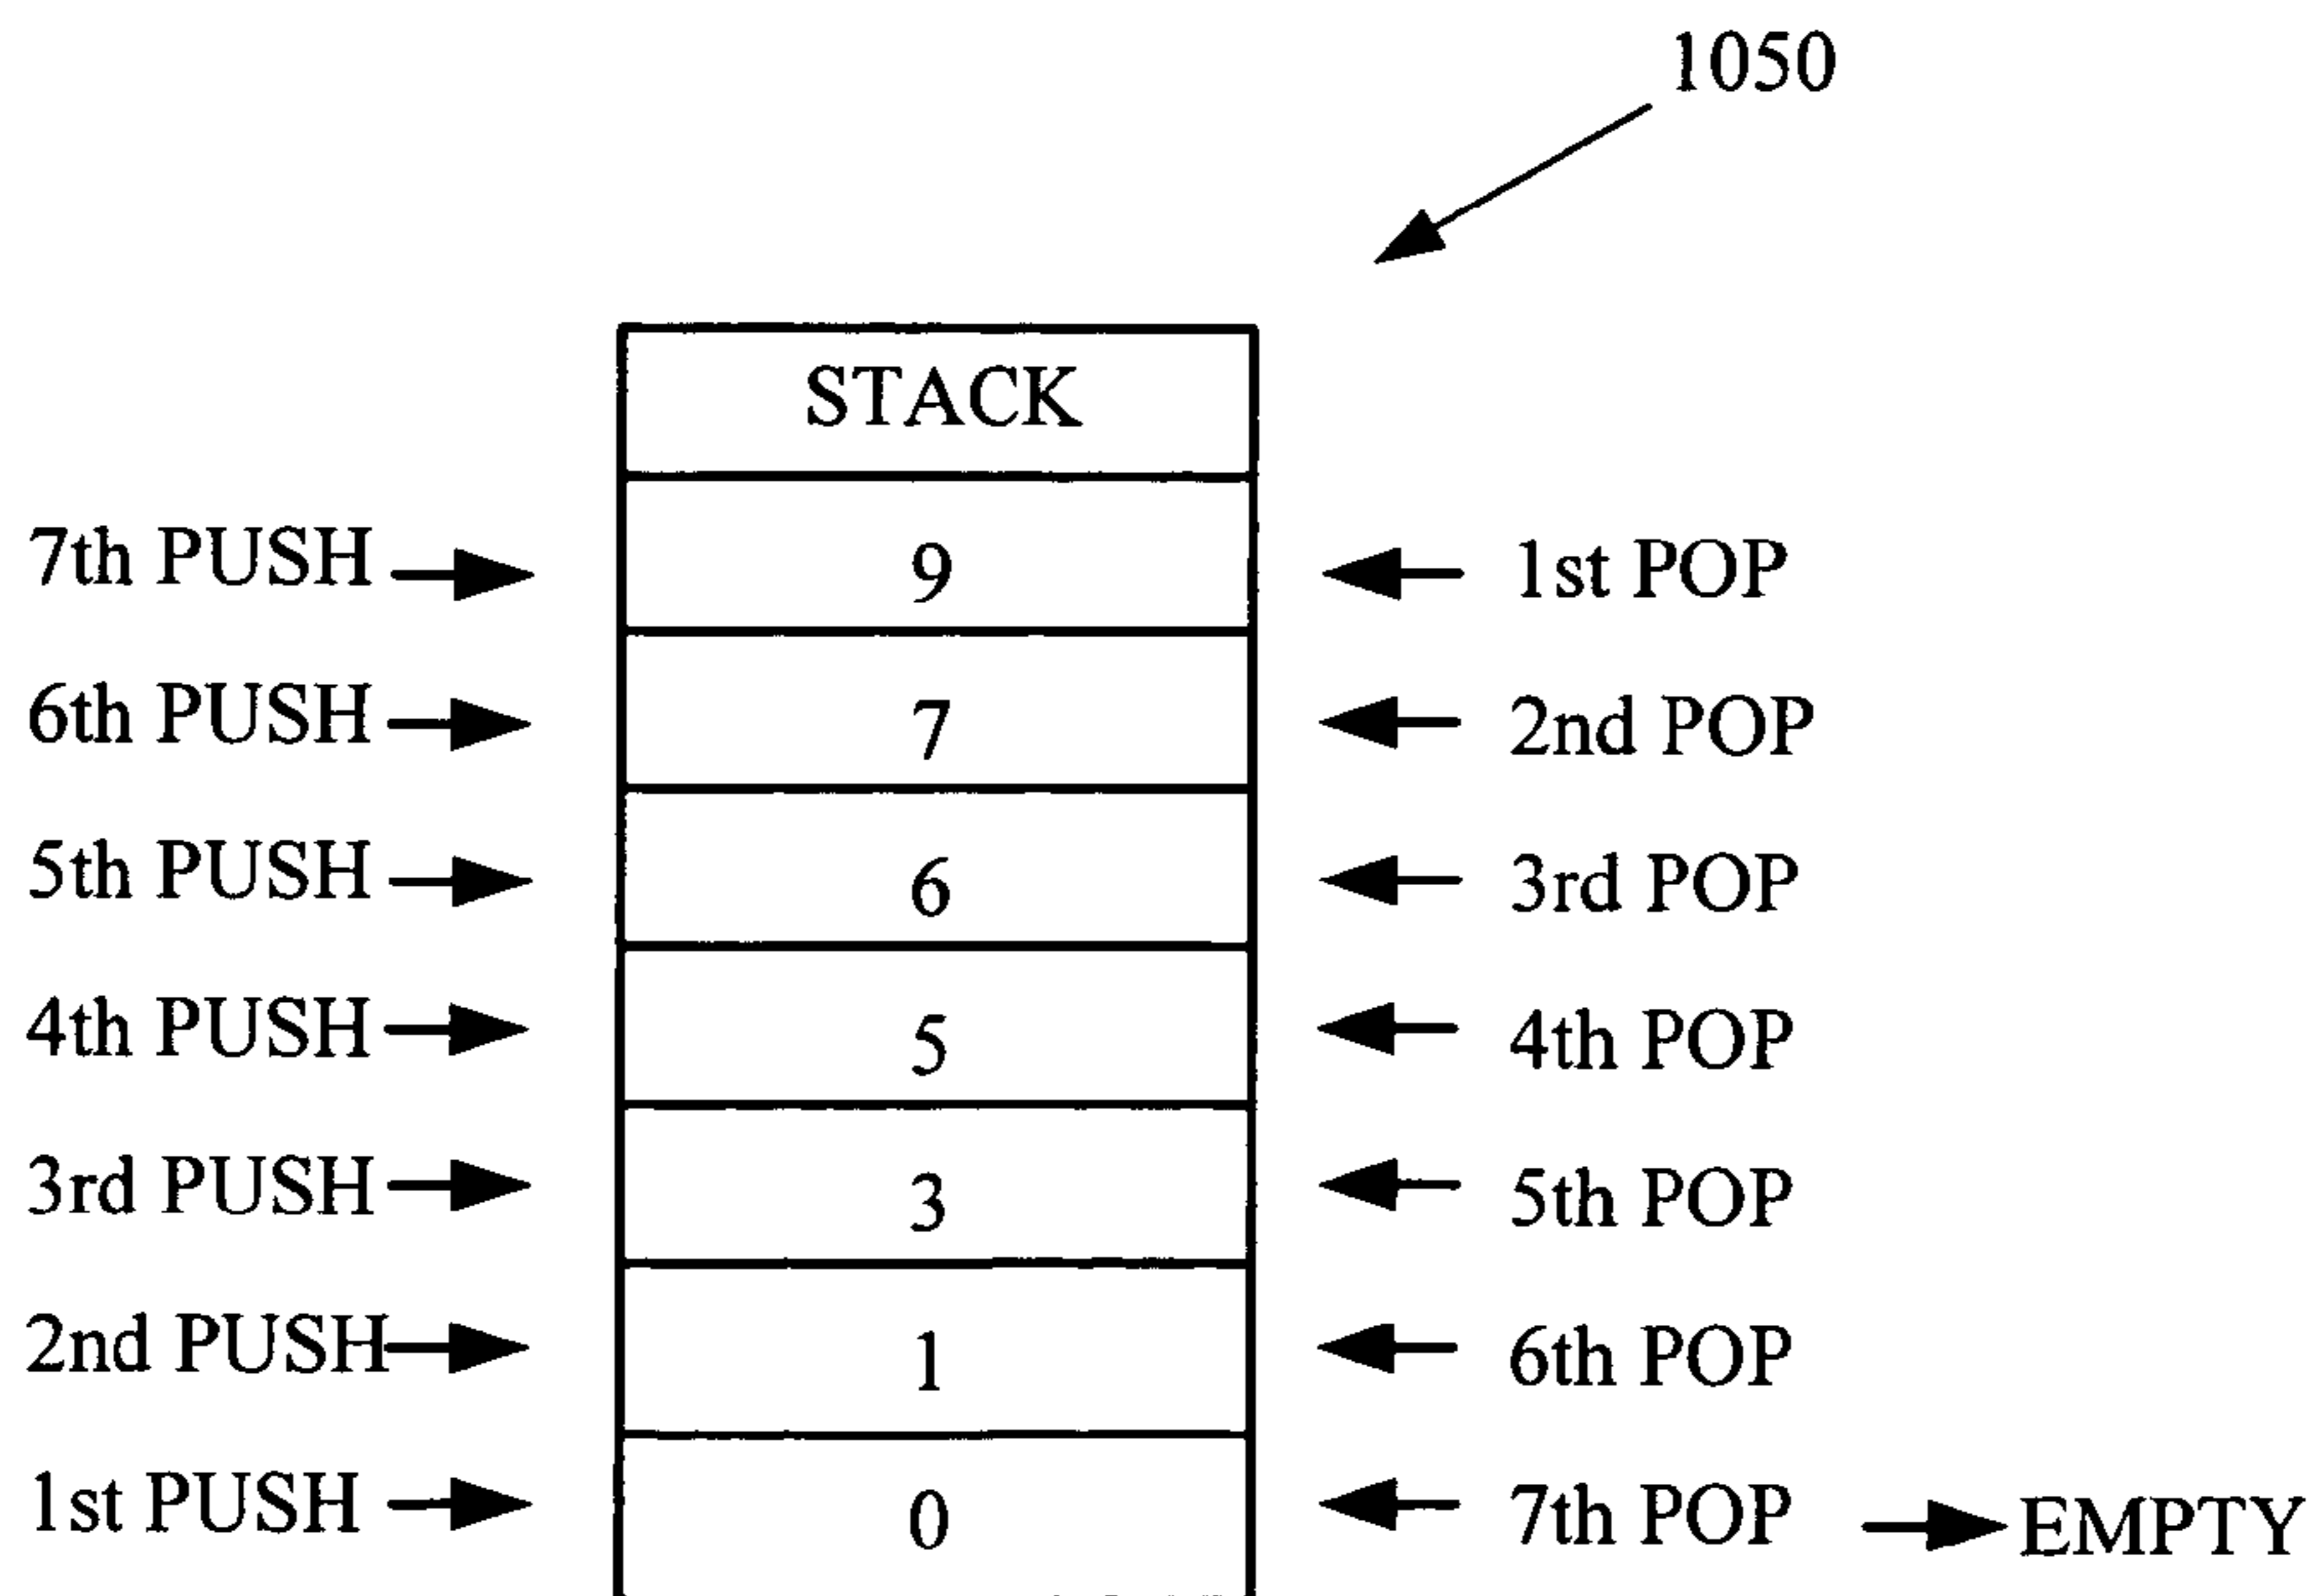 1050
STACK
7th PUSH 9 1st POP
6th PUSH 7 2nd POP
5th PUSH 6 3rd POP
4th PUSH 5 4th POP
3rd PUSH 3 5th POP
2nd PUSH 1 6th POP
1st PUSH 0 7th POP EMPTY